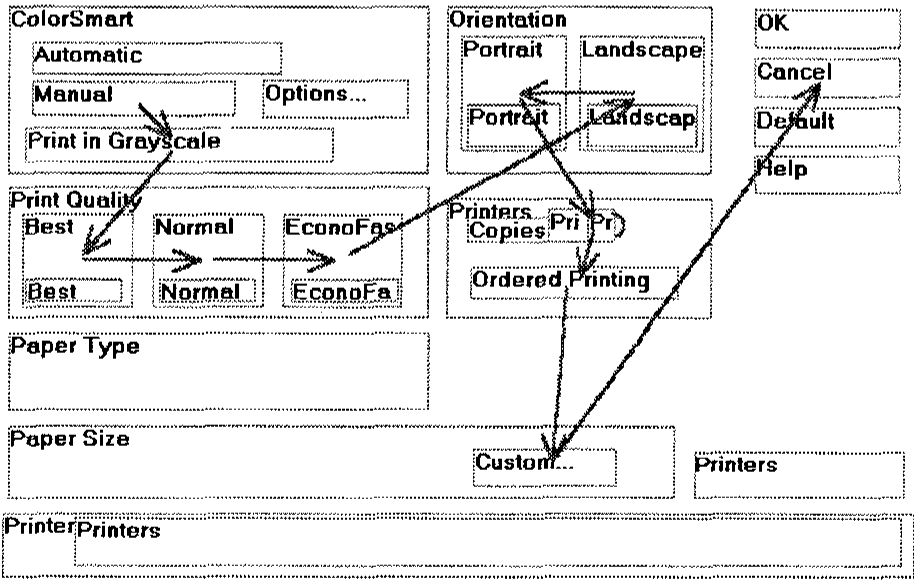 ColorSmart
Automatic
Manual
Options...
Print in Grayscale
Orientation
Portrait
Landscape
Portrait
Landscap
OK
Cancel
Default
Help
Print Quality
Best
Normal
EconoFas
Best
Normal
EconoFa
Printers
Copies
Pri
Pr
Ordered Printing
Paper Type
Paper Size
Custom...
Printers
Printer
Printers